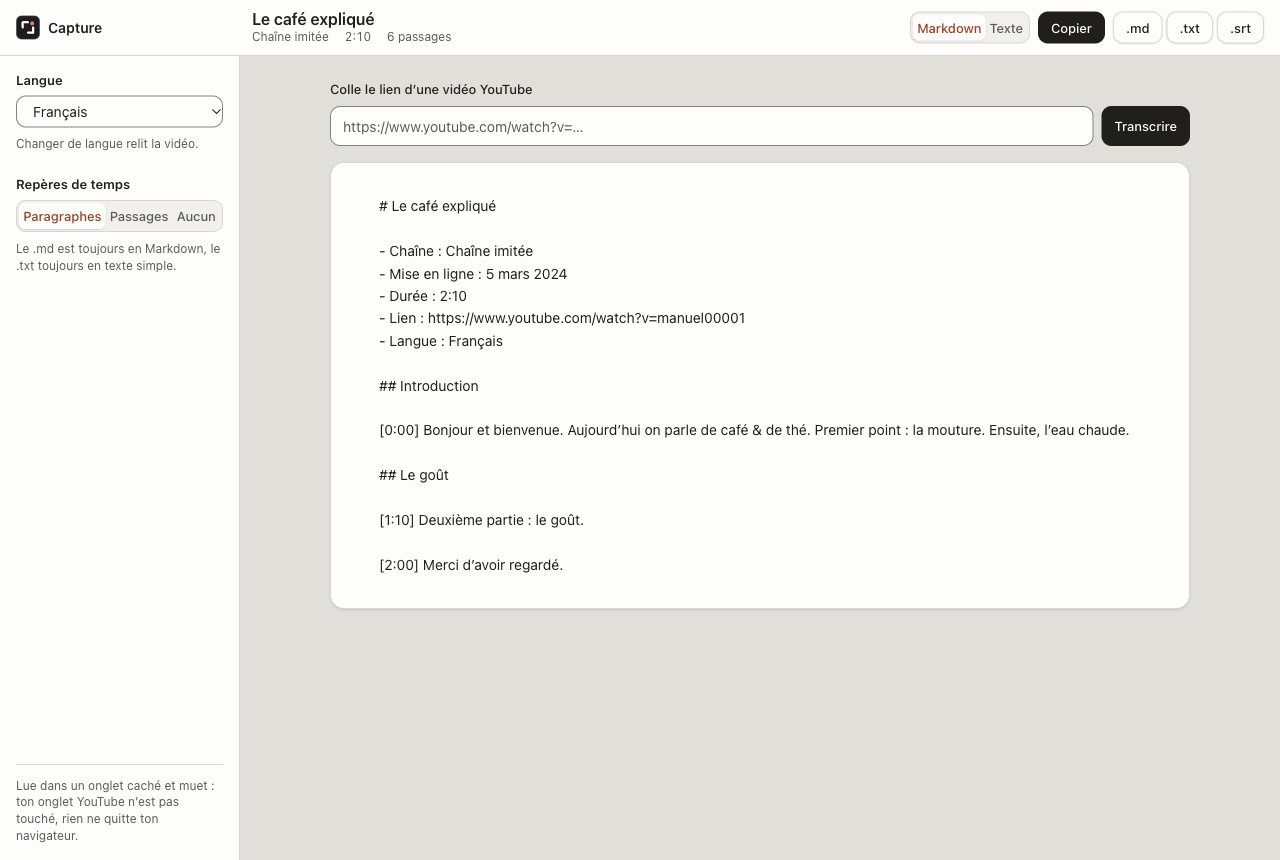 Capture
Le café expliqué
Chaîne imitée 2:10 6 passages
Markdown Texte Copier .md .txt .srt
Langue
Français
Changer de langue relit la vidéo.
Repères de temps
Paragraphes Passages Aucun
Le .md est toujours en Markdown, le
.txt toujours en texte simple.
Lue dans un onglet caché et muet :
ton onglet YouTube n’est pas
touché, rien ne quitte ton
navigateur.
Colle le lien d’une vidéo YouTube
https://www.youtube.com/watch?v=… Transcrire
# Le café expliqué
- Chaîne : Chaîne imitée
- Mise en ligne : 5 mars 2024
- Durée : 2:10
- Lien : https://www.youtube.com/watch?v=manuel00001
- Langue : Français
## Introduction
[0:00] Bonjour et bienvenue. Aujourd’hui on parle de café & de thé. Premier point : la mouture. Ensuite, l’eau chaude.
## Le goût
[1:10] Deuxième partie : le goût.
[2:00] Merci d’avoir regardé.